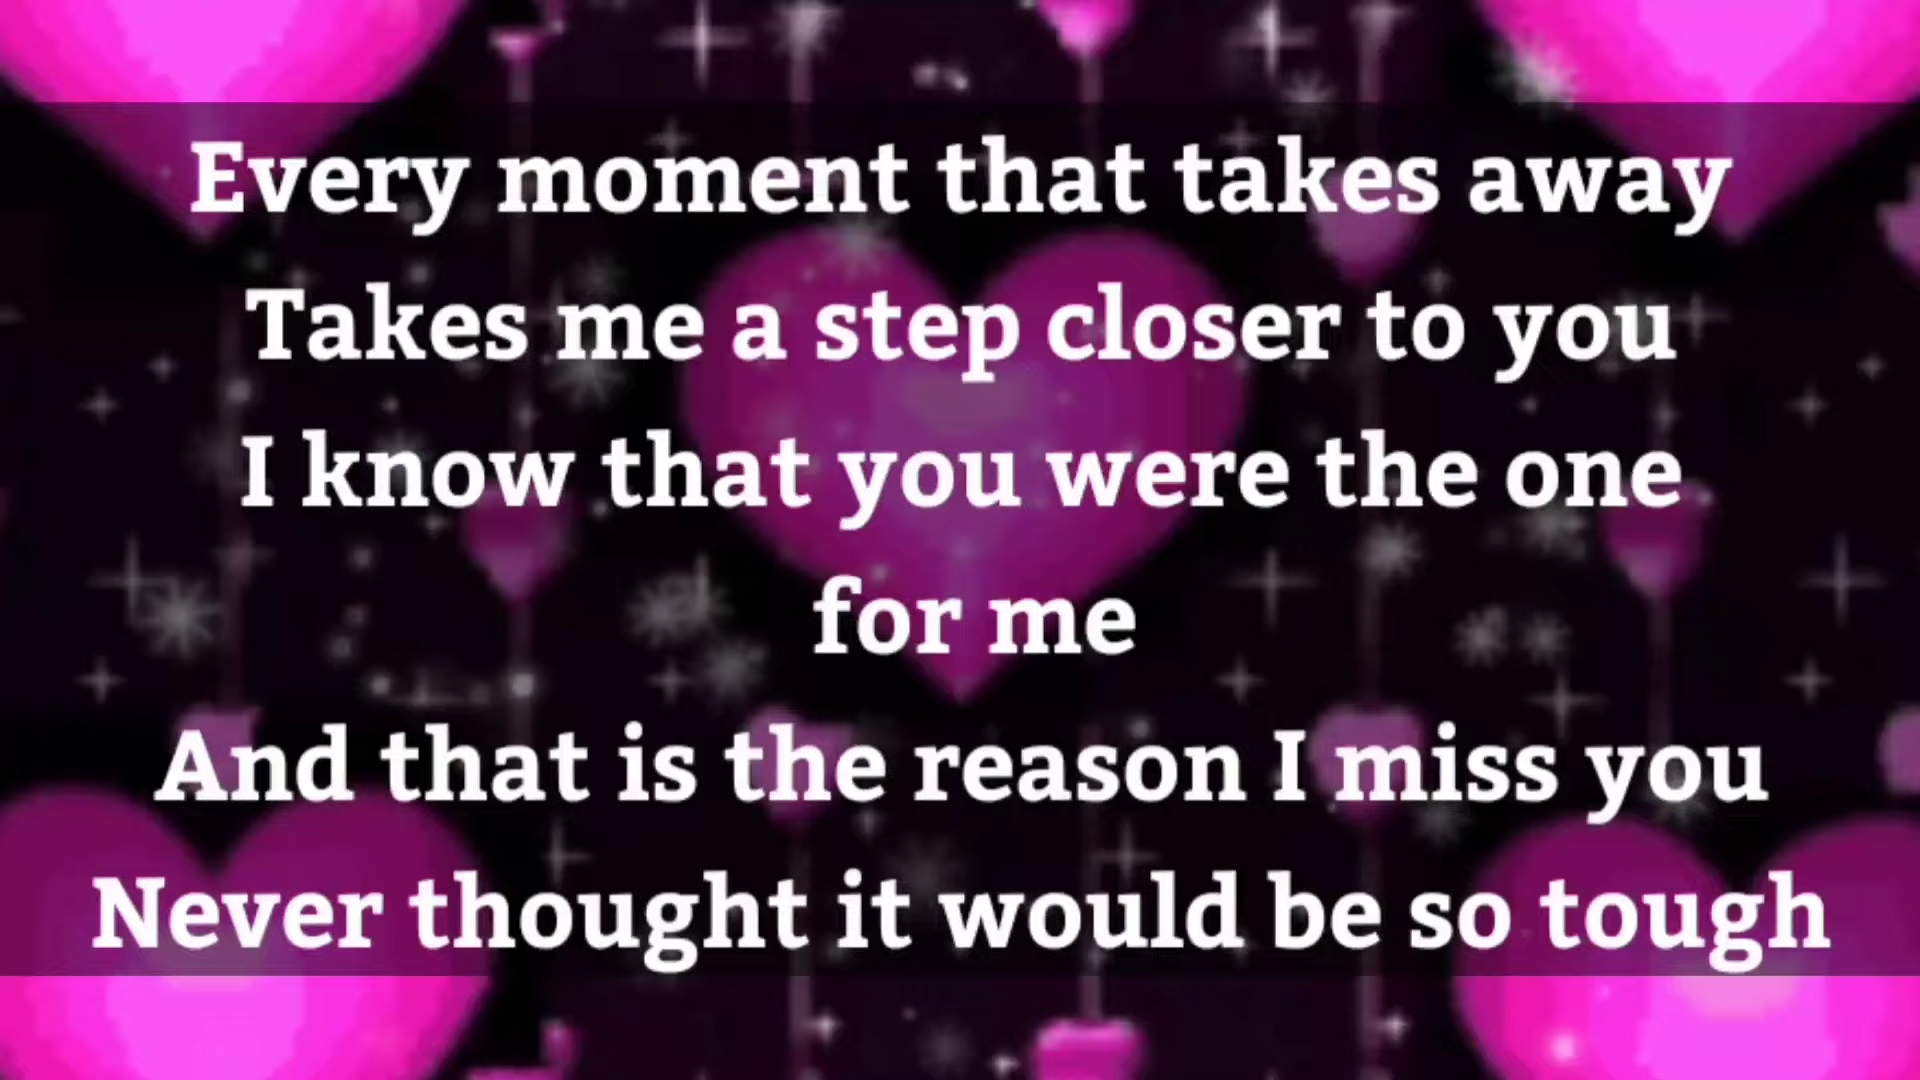 Every moment that takes away
Takes me a step closer to you
I know that you were the one
for me
And that is the reason I miss you
Never thought it would be so tough